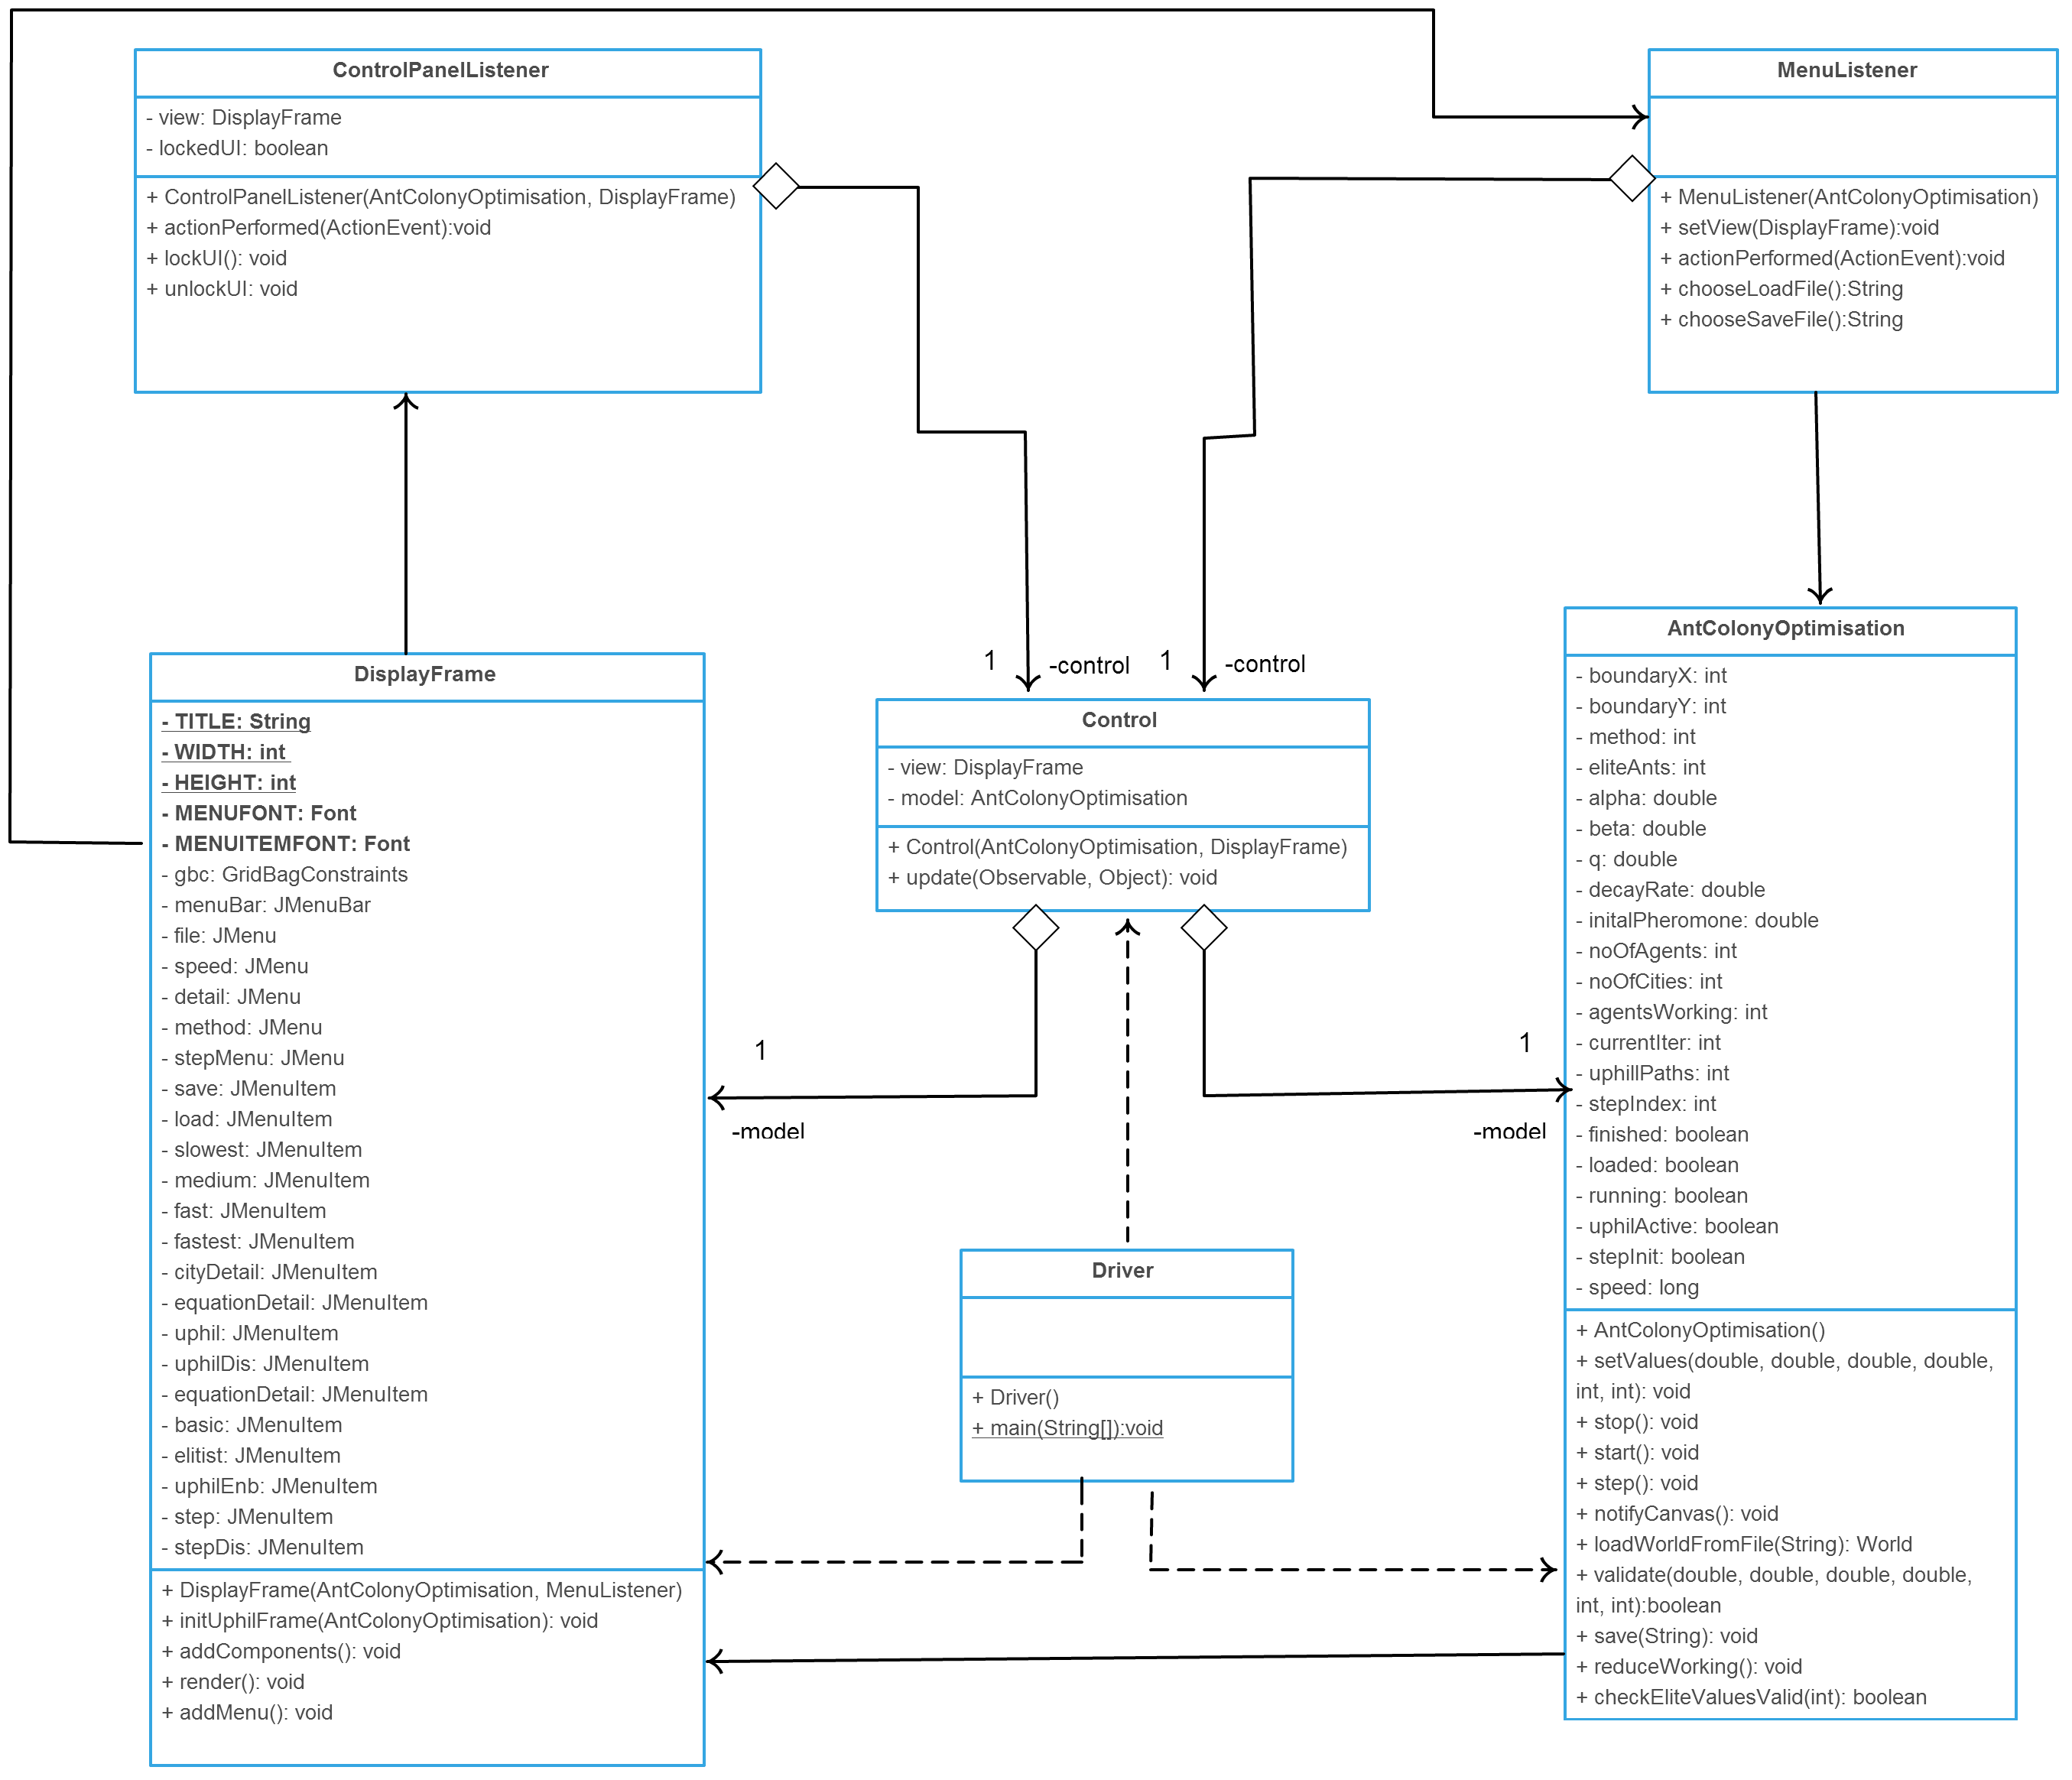 ControlPanelListener
- view: DisplayFrame
- lockedUI: boolean
+ ControlPanelListener(AntColonyOptimisation, DisplayFrame)
+ actionPerformed(ActionEvent):void
+ lockUI(): void
+ unlockUI: void
MenuListener
+ MenuListener(AntColonyOptimisation)
+ setView(DisplayFrame):void
+ actionPerformed(ActionEvent):void
+ chooseLoadFile():String
+ chooseSaveFile():String
1
-control
1
-control
DisplayFrame
- TITLE: String
- WIDTH: int
- HEIGHT: int
- MENUFONT: Font
- MENUITEMFONT: Font
- gbc: GridBagConstraints
- menuBar: JMenuBar
- file: JMenu
- speed: JMenu
- detail: JMenu
- method: JMenu
- stepMenu: JMenu
- save: JMenuItem
- load: JMenuItem
- slowest: JMenuItem
- medium: JMenuItem
- fast: JMenuItem
- fastest: JMenuItem
- cityDetail: JMenuItem
- equationDetail: JMenuItem
- uphil: JMenuItem
- uphilDis: JMenuItem
- equationDetail: JMenuItem
- basic: JMenuItem
- elitist: JMenuItem
- uphilEnb: JMenuItem
- step: JMenuItem
- stepDis: JMenuItem
+ DisplayFrame(AntColonyOptimisation, MenuListener)
+ initUphilFrame(AntColonyOptimisation): void
+ addComponents(): void
+ render(): void
+ addMenu(): void
Control
- view: DisplayFrame
- model: AntColonyOptimisation
+ Control(AntColonyOptimisation, DisplayFrame)
+ update(Observable, Object): void
1
-model
1
-model
Driver
+ Driver()
+ main(String[]):void
AntColonyOptimisation
- boundaryX: int
- boundaryY: int
- method: int
- eliteAnts: int
- alpha: double
- beta: double
- q: double
- decayRate: double
- initalPheromone: double
- noOfAgents: int
- noOfCities: int
- agentsWorking: int
- currentIter: int
- uphillPaths: int
- stepIndex: int
- finished: boolean
- loaded: boolean
- running: boolean
- uphilActive: boolean
- stepInit: boolean
- speed: long
+ AntColonyOptimisation()
+ setValues(double, double, double, double,
int, int): void
+ stop(): void
+ start(): void
+ step(): void
+ notifyCanvas(): void
+ loadWorldFromFile(String): World
+ validate(double, double, double, double,
int, int):boolean
+ save(String): void
+ reduceWorking(): void
+ checkEliteValuesValid(int): boolean